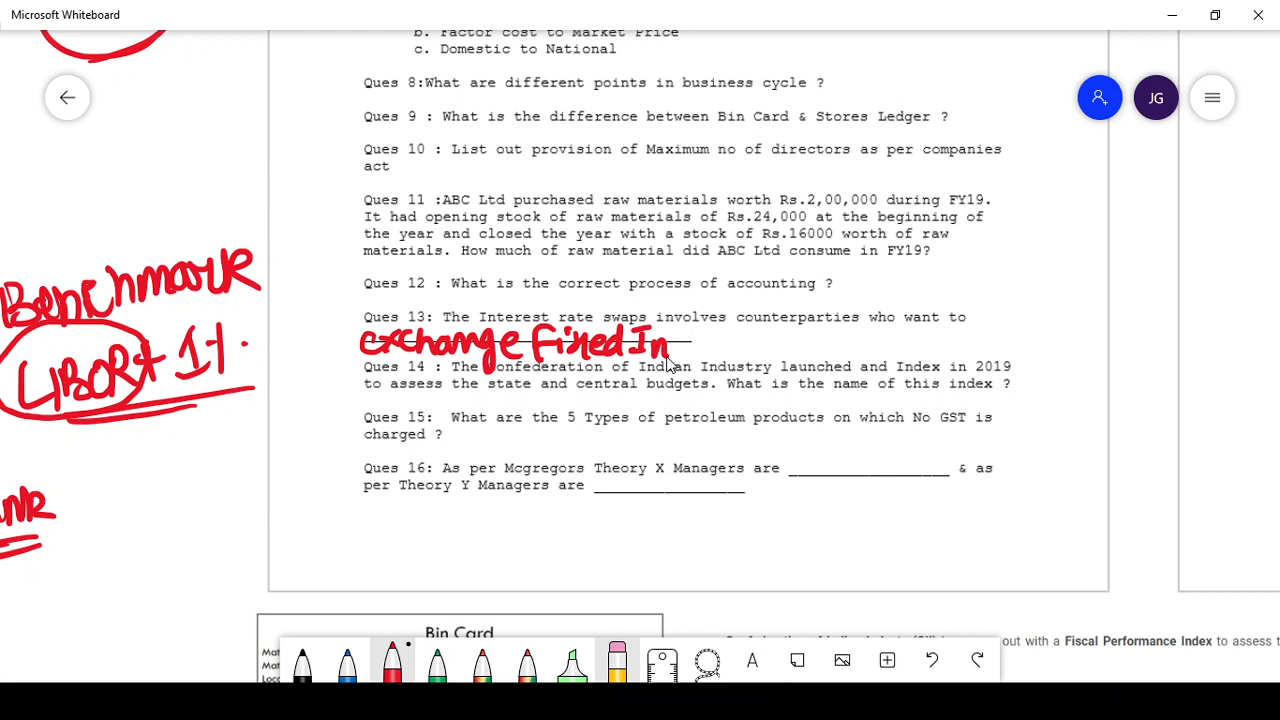 Microsoft Whiteboard
b. Factor cost to Market Price
c. Domestic to National
JG
Ques 8:What are different points in business cycle ?
Ques 9 : What is the difference between Bin Card & Stores Ledger ?
Ques 10 : List out provision of Maximum no of directors as per companies
act
Ques 11 :ABC Ltd purchased raw materials worth Rs.2,00,000 during FY19.
It had opening stock of raw materials of Rs.24,000 at the beginning of
the year and closed the year with a stock of Rs.16000 worth of raw
materials. How much of raw material did ABC Ltd consume in FY19?
Benchmark
LIBOR + 1%.
Ques 12 : What is the correct process of accounting ?
Ques 13: The Interest rate swaps involves counterparties who want to
exchange Fixed In
Ques 14 : The Confederation of Indian Industry launched and Index in 2019
to assess the state and central budgets. What is the name of this index ?
Ques 15: What are the 5 Types of petroleum products on which No GST is
charged ?
Ques 16: As per Mcgregors Theory X Managers are __________________ & as
per Theory Y Managers are _________________
Bin Card
out with a Fiscal Performance Index to assess t